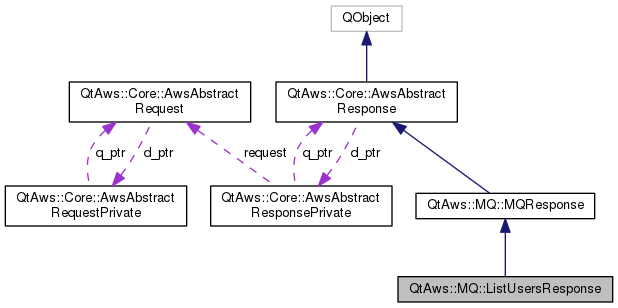 QObject
QtAws::Core::AwsAbstract
Request
QtAws::Core::AwsAbstract
Response
q_ptr
d_ptr
request
q_ptr
d_ptr
QtAws::Core::AwsAbstract
RequestPrivate
QtAws::Core::AwsAbstract
ResponsePrivate
QtAws::MQ::MQResponse
QtAws::MQ::ListUsersResponse